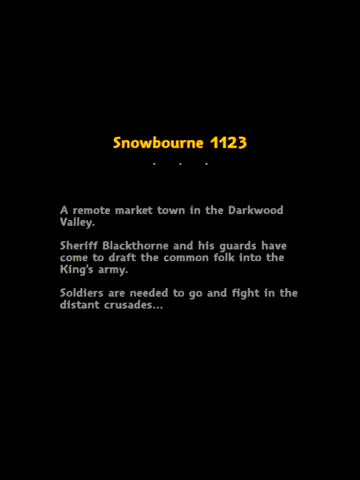 Snowbourne 1123
. . .
A remote market town in the Darkwood
Valley.
Sheriff Blackthorne and his guards have
come to draft the common folk into the
King's army.
Soldiers are needed to go and fight in the
distant crusades...